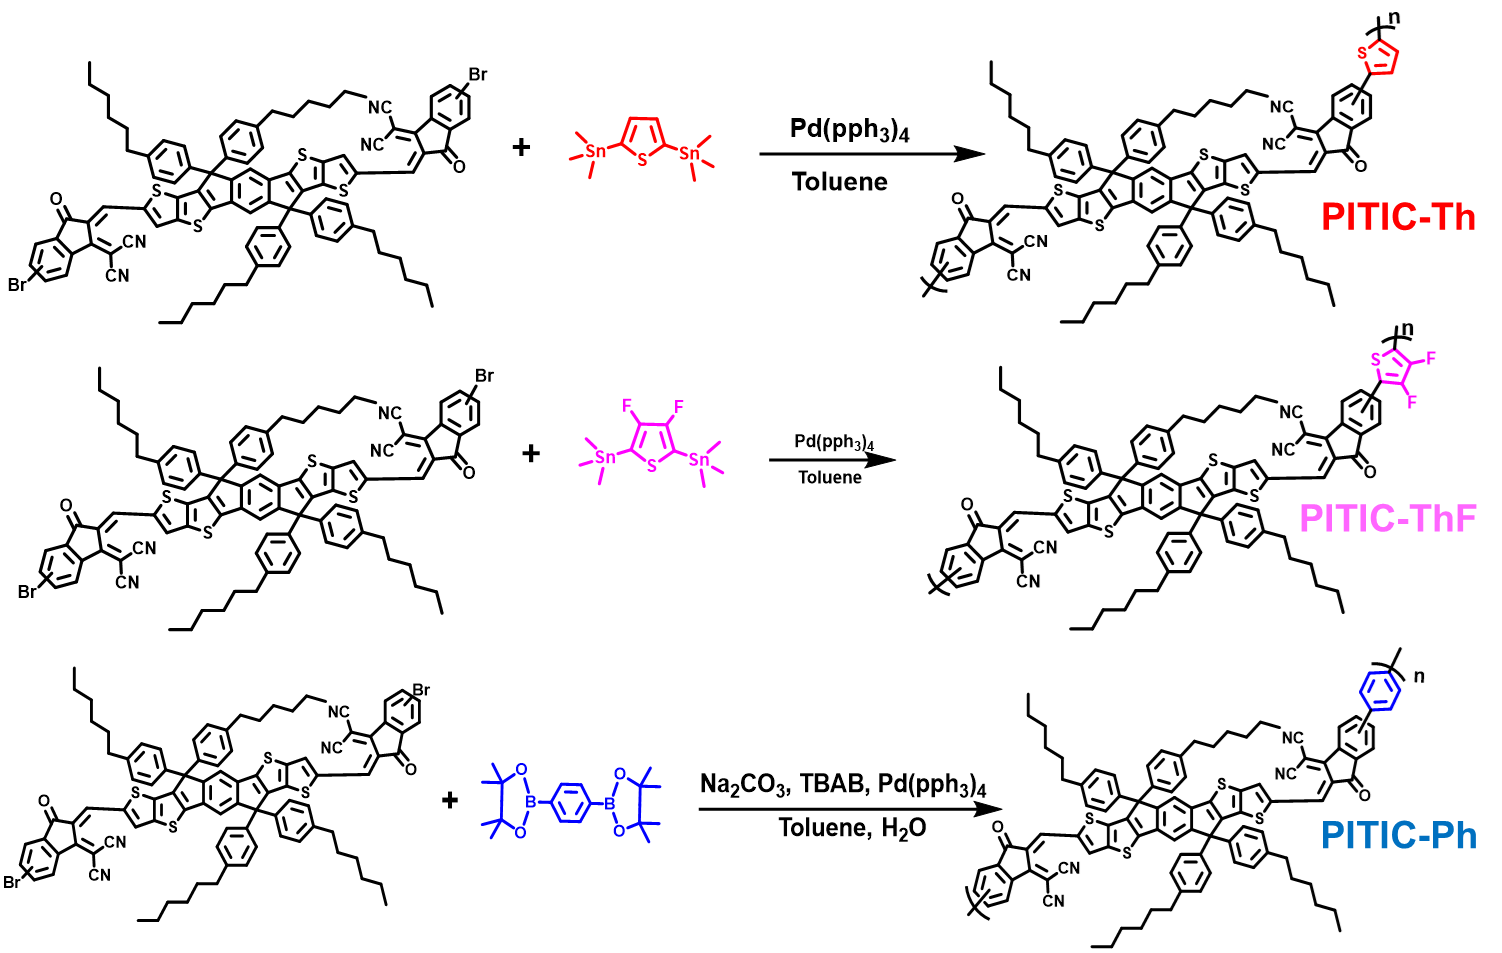 n
Br
S
NC
Pd(pph₃)₄
NC
NC
NC
Sn
Sn
S
S
O
S
O
Toluene
S
S
S
S
PITIC-Th
O
S
O
S
CN
CN
CN
CN
Br
n
Br
S
F
F
F
F
NC
NC
NC
Pd(pph₃)₄
NC
S
O
Sn
S
Sn
Toluene
S
O
S
S
S
S
PITIC-ThF
O
S
O
S
CN
CN
CN
CN
Br
n
Br
NC
NC
NC
S
O
O
O
Na₂CO₃, TBAB, Pd(pph₃)₄
NC
S
S
O
S
B
B
S
O
S
O
O
Toluene, H₂O
S
PITIC-Ph
S
O
S
CN
CN
CN
CN
Br